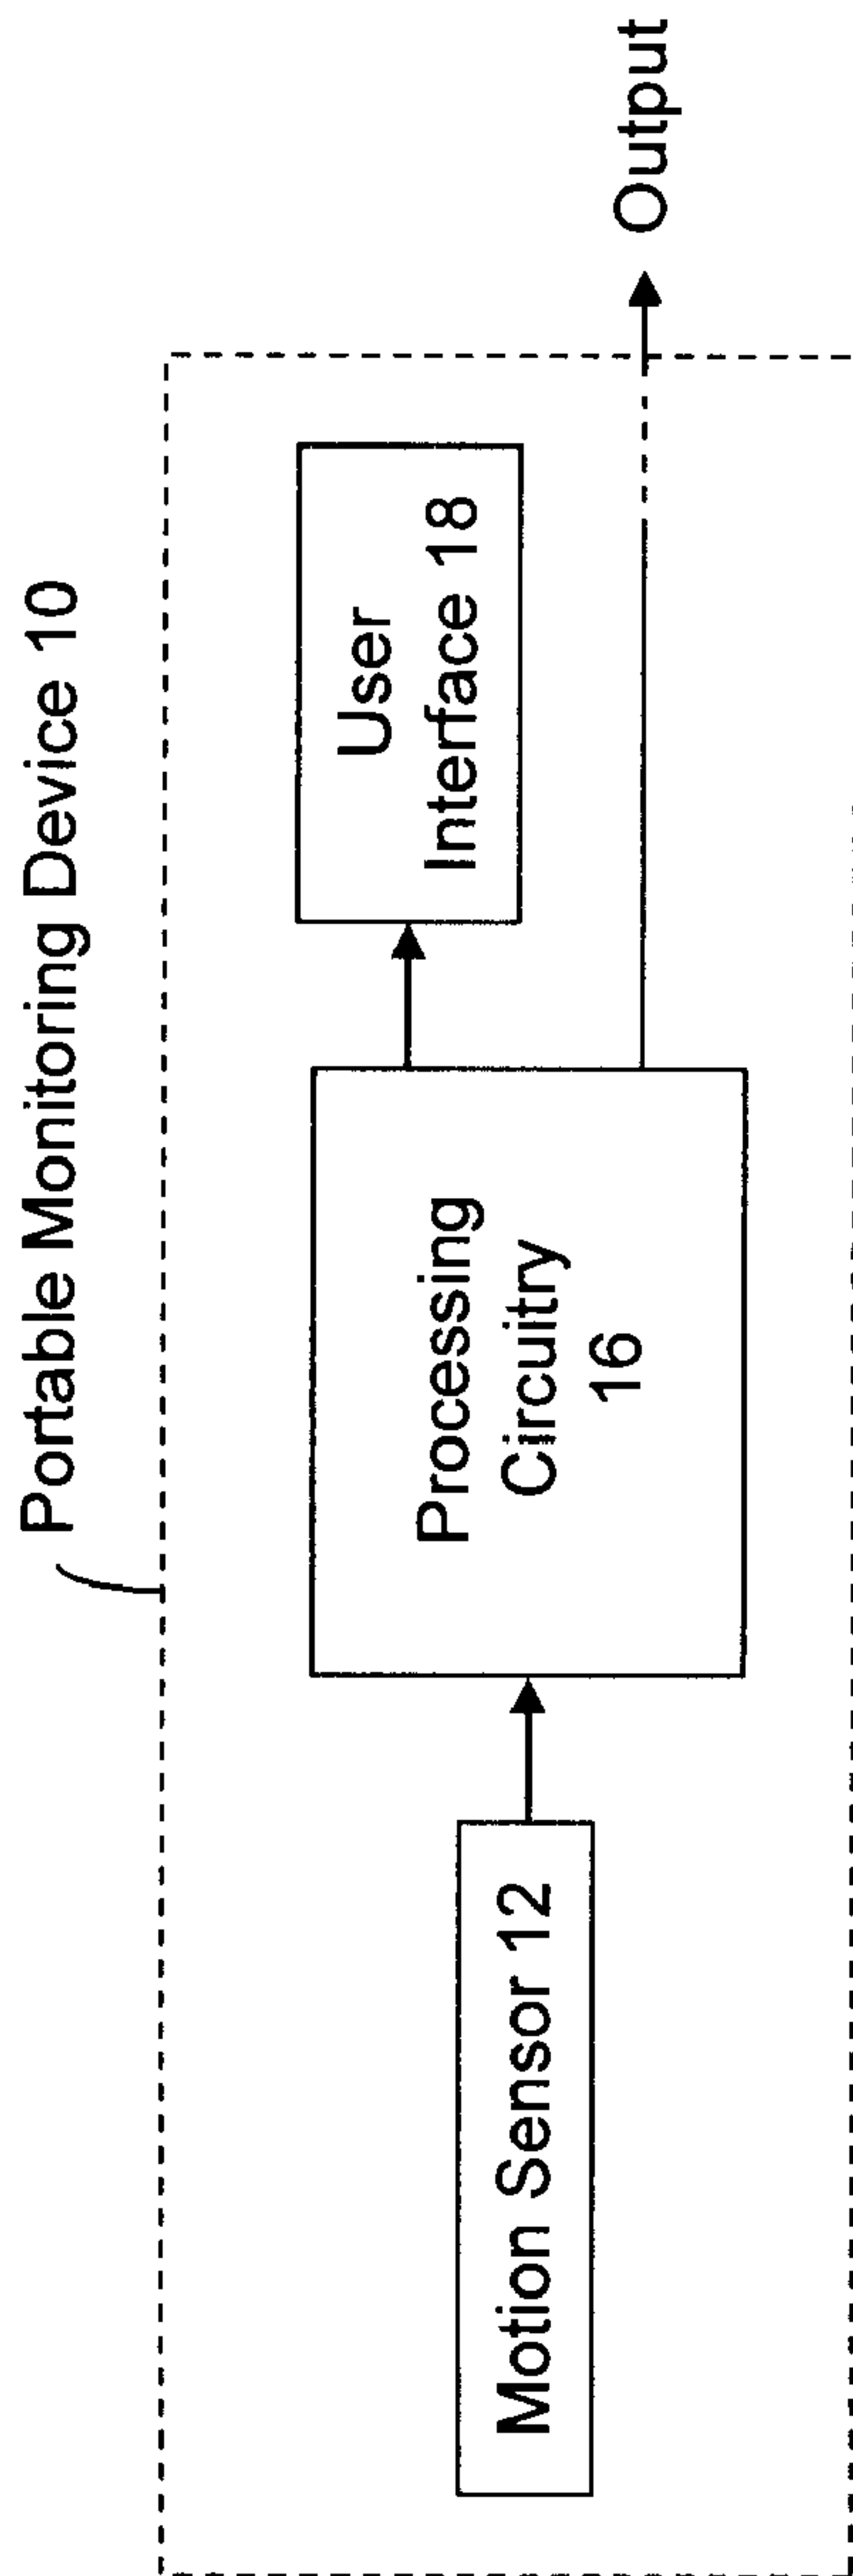 Portable Monitoring Device 10
Motion Sensor 12
Processing
Circuitry
16
User
Interface 18
Output